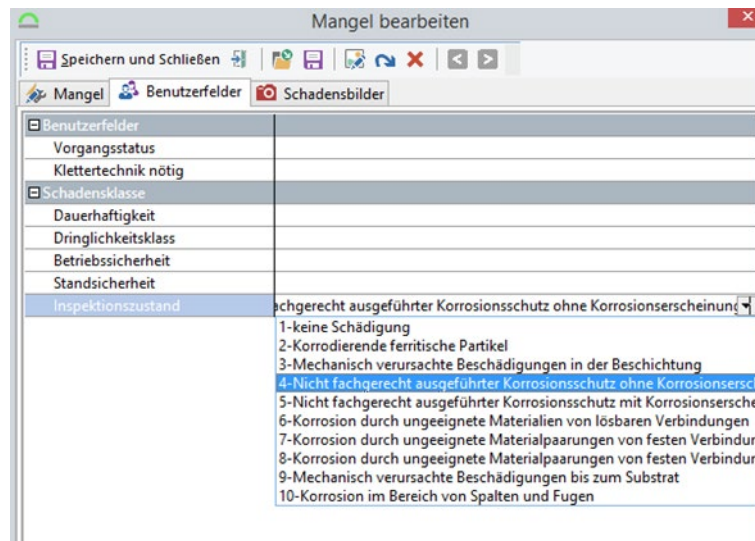 Mangel bearbeiten
Speichern und Schließen
Mangel Benutzerfelder Schadensbilder
Benutzerfelder
Vorgangsstatus
Klettertechnik nötig
Schadensklasse
Dauerhaftigkeit
Dringlichkeitsklass
Betriebssicherheit
Standsicherheit
Inspektionszustand achgerecht ausgeführter Korrosionsschutz ohne Korrosionserscheinung
1-keine Schädigung
2-Korrodierende ferritische Partikel
3-Mechanisch verursachte Beschädigungen in der Beschichtung
4-Nicht fachgerecht ausgeführter Korrosionsschutz ohne Korrosionsersch
5-Nicht fachgerecht ausgeführter Korrosionsschutz mit Korrosionsersche
6-Korrosion durch ungeeignete Materialien von lösbaren Verbindungen
7-Korrosion durch ungeeignete Materialpaarungen von festen Verbindur
8-Korrosion durch ungeeignete Materialpaarungen von festen Verbindur
9-Mechanisch verursachte Beschädigungen bis zum Substrat
10-Korrosion im Bereich von Spalten und Fugen